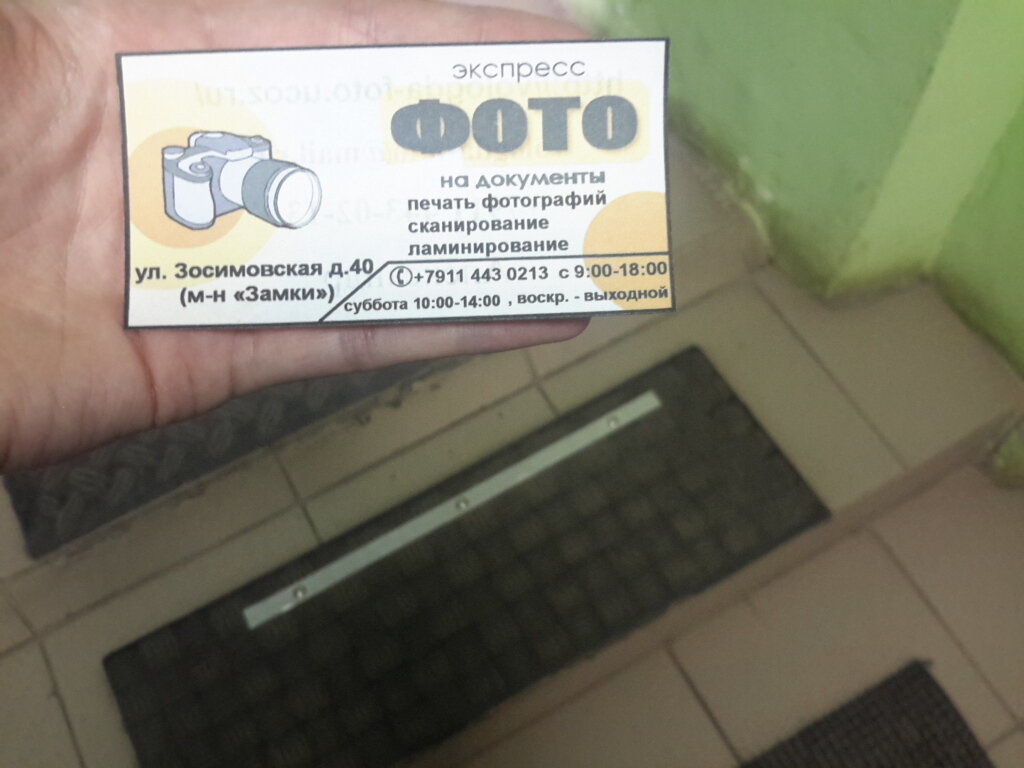 экспресс
ФОТО
на документы
печать фотографий
сканирование
ламинирование
ул. Зосимовская д.40
(м-н «Замки»)
+7911 443 0213 с 9:00-18:00
суббота 10:00-14:00 , воскр. - выходной